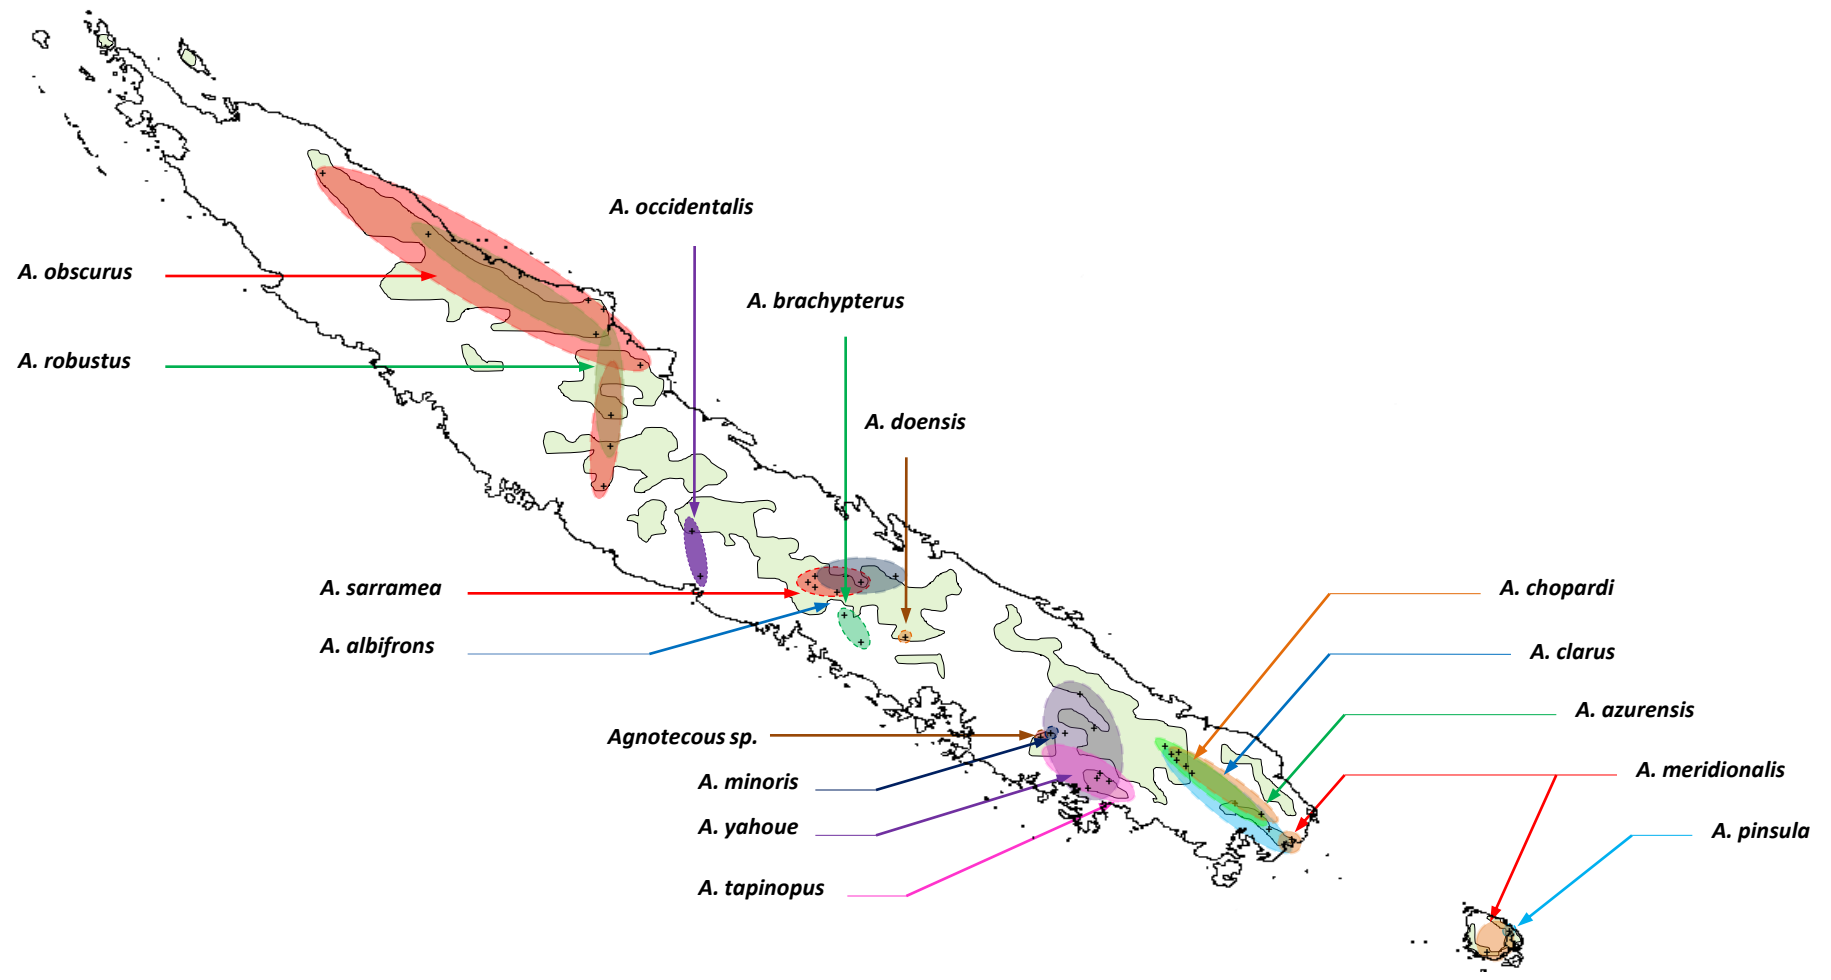 A. occidentalis
A. obscurus
A. brachypterus
A. robustus
A. doensis
A. sarramea
A. chopardi
A. albifrons
A. clarus
A. azurensis
Agnotecous sp.
A. meridionalis
A. minoris
A. yahoue
A. pinsula
A. tapinopus